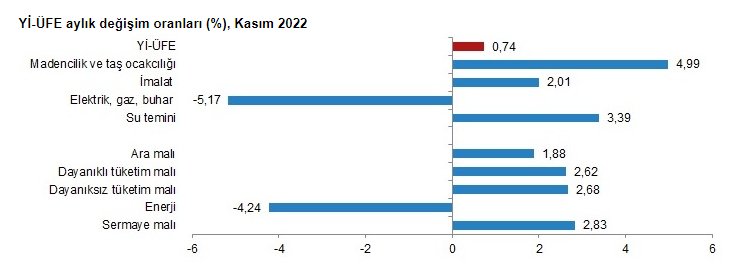 Yİ-ÜFE aylık değişim oranları (%), Kasım 2022
Yİ-ÜFE 0,74
Madencilik ve taş ocakcılığı 4,99
İmalat 2,01
Elektrik, gaz, buhar -5,17
Su temini 3,39
Ara malı 1,88
Dayanıklı tüketim malı 2,62
Dayanıksız tüketim malı 2,68
Enerji -4,24
Sermaye malı 2,83
-6 -4 -2 0 2 4 6